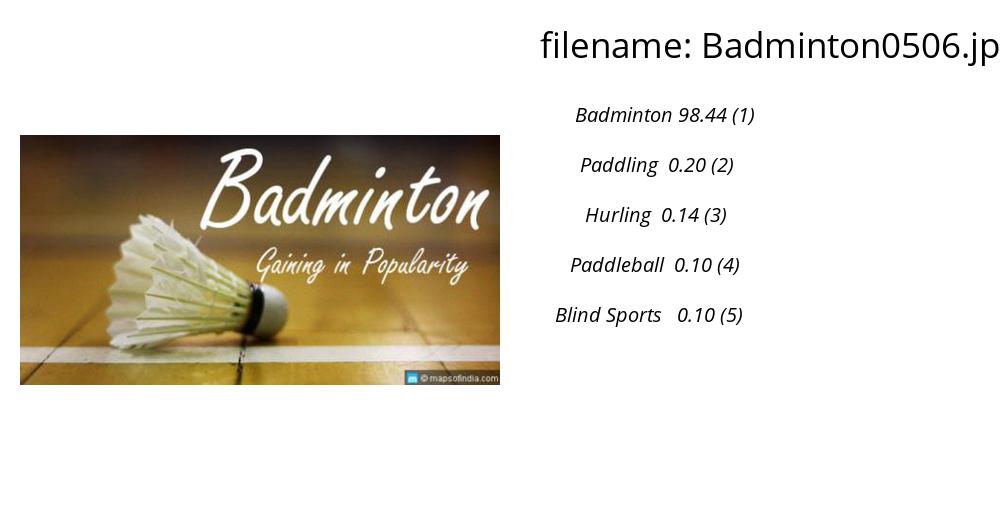 filename: Badminton0506.jp
Badminton 98.44 (1)
Paddling 0.20 (2)
Hurling 0.14 (3)
Paddleball 0.10 (4)
Blind Sports 0.10 (5)
Badminton
Gaining in Popularity
m © mapsofindia.com